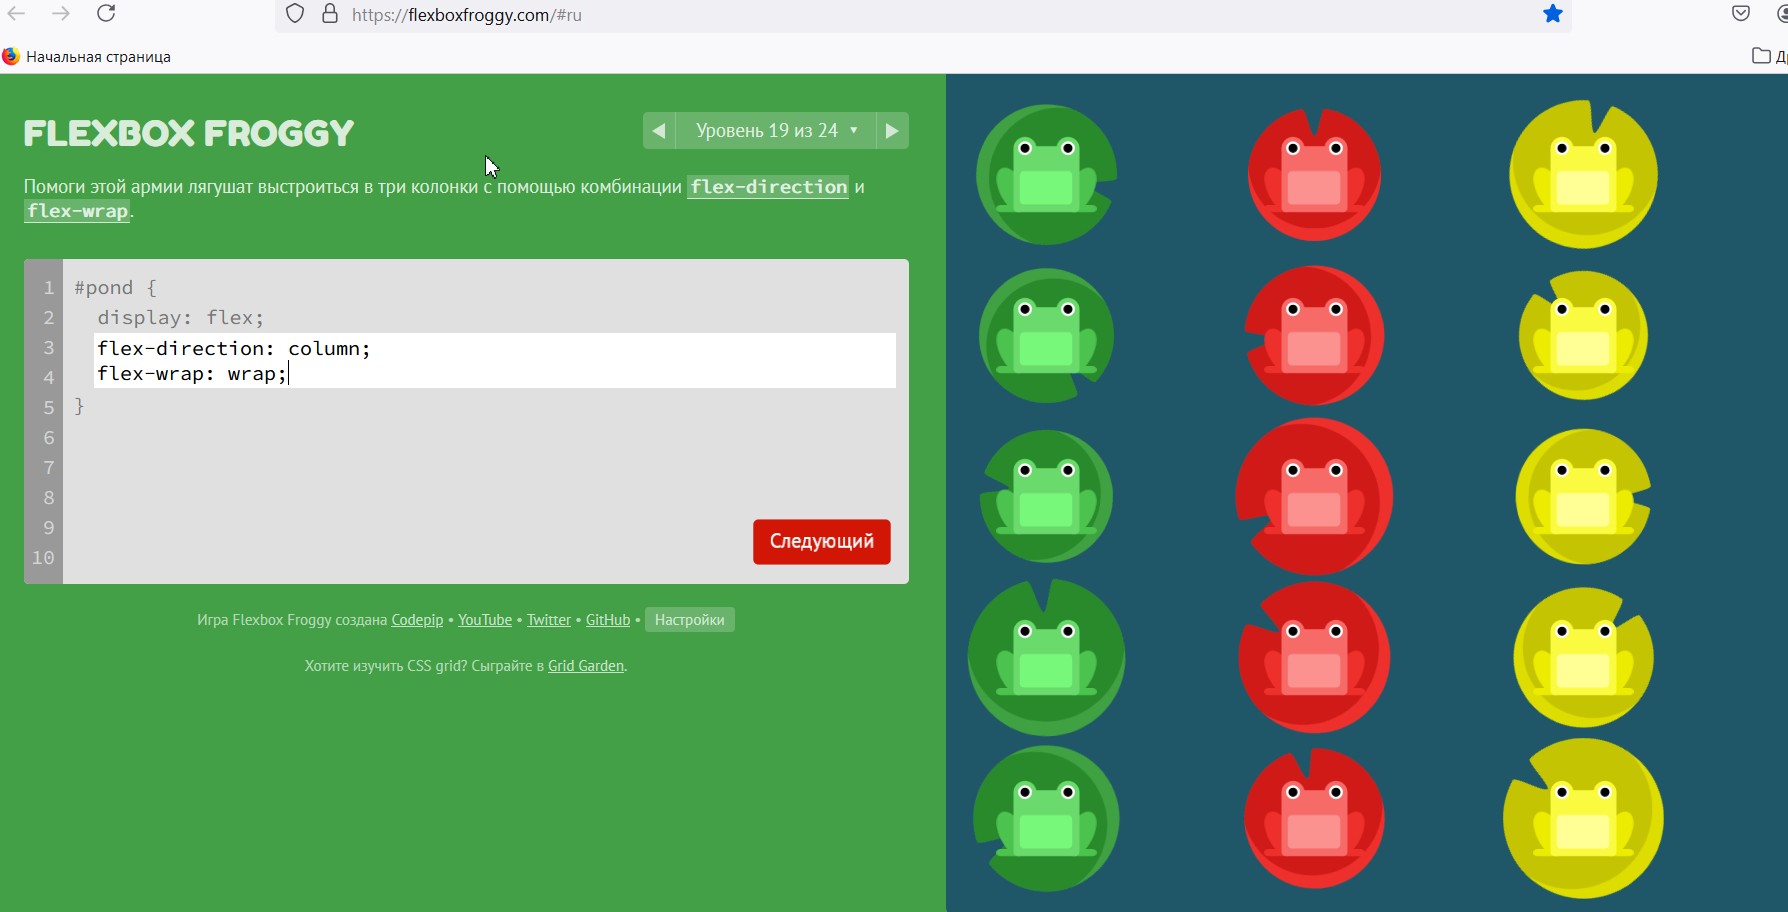 https://flexboxfroggy.com/#ru
Начальная страница
FLEXBOX FROGGY
Уровень 19 из 24
Помоги этой армии лягушат выстроиться в три колонки с помощью комбинации flex-direction и
flex-wrap.
1 #pond {
2 display: flex;
3 flex-direction: column;
4 flex-wrap: wrap;
5 }
6
7
8
9
10
Следующий
Игра Flexbox Froggy создана Codepip • YouTube • Twitter • GitHub • Настройки
Хотите изучить CSS grid? Сыграйте в Grid Garden.